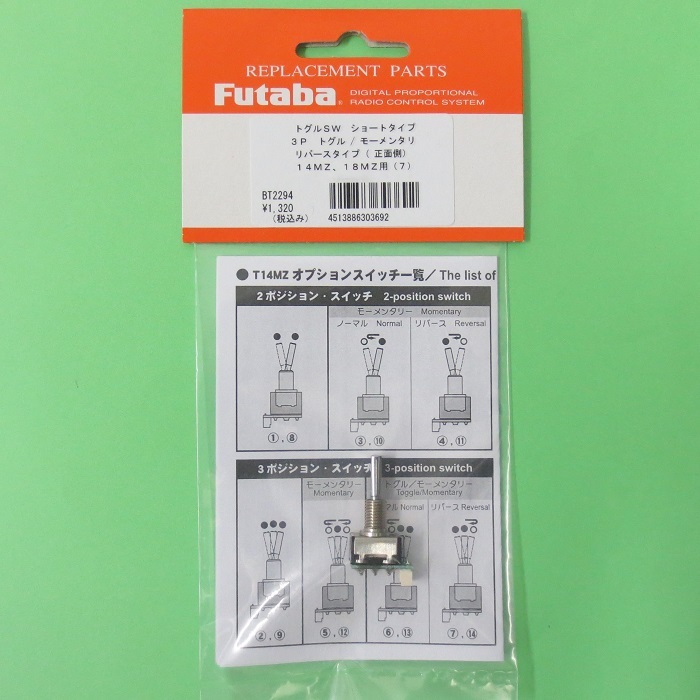 REPLACEMENT PARTS
Futaba® DIGITAL PROPORTIONAL
RADIO CONTROL SYSTEM
トグルSW ショートタイプ
3P トグル / モーメンタリ
リバースタイプ ( 正面側)
14MZ、18MZ用 (7)
BT2294
¥1,320
(税込み)
4513886303692
● T14MZ オプションスイッチ一覧 / The list of
2ポジション・スイッチ 2-position switch
モーメンタリー Momentary
ノーマル Normal リバース Reversal
①,⑧ ③,⑩ ④,⑪
3ポジション・スイッチ 3-position switch
モーメンタリー トグル/モーメンタリー
Momentary Toggle/Momentary
マル Normal リバース Reversal
②,⑨ ⑤,⑫ ⑥,⑬ ⑦,⑭